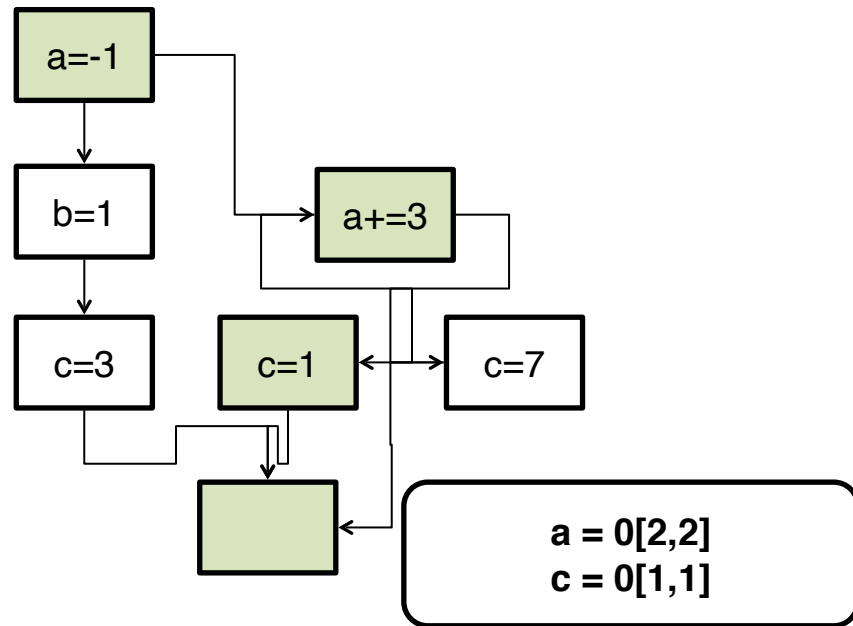 a=-1
b=1
a+=3
c=3
c=1
c=7
a = 0[2,2]
c = 0[1,1]